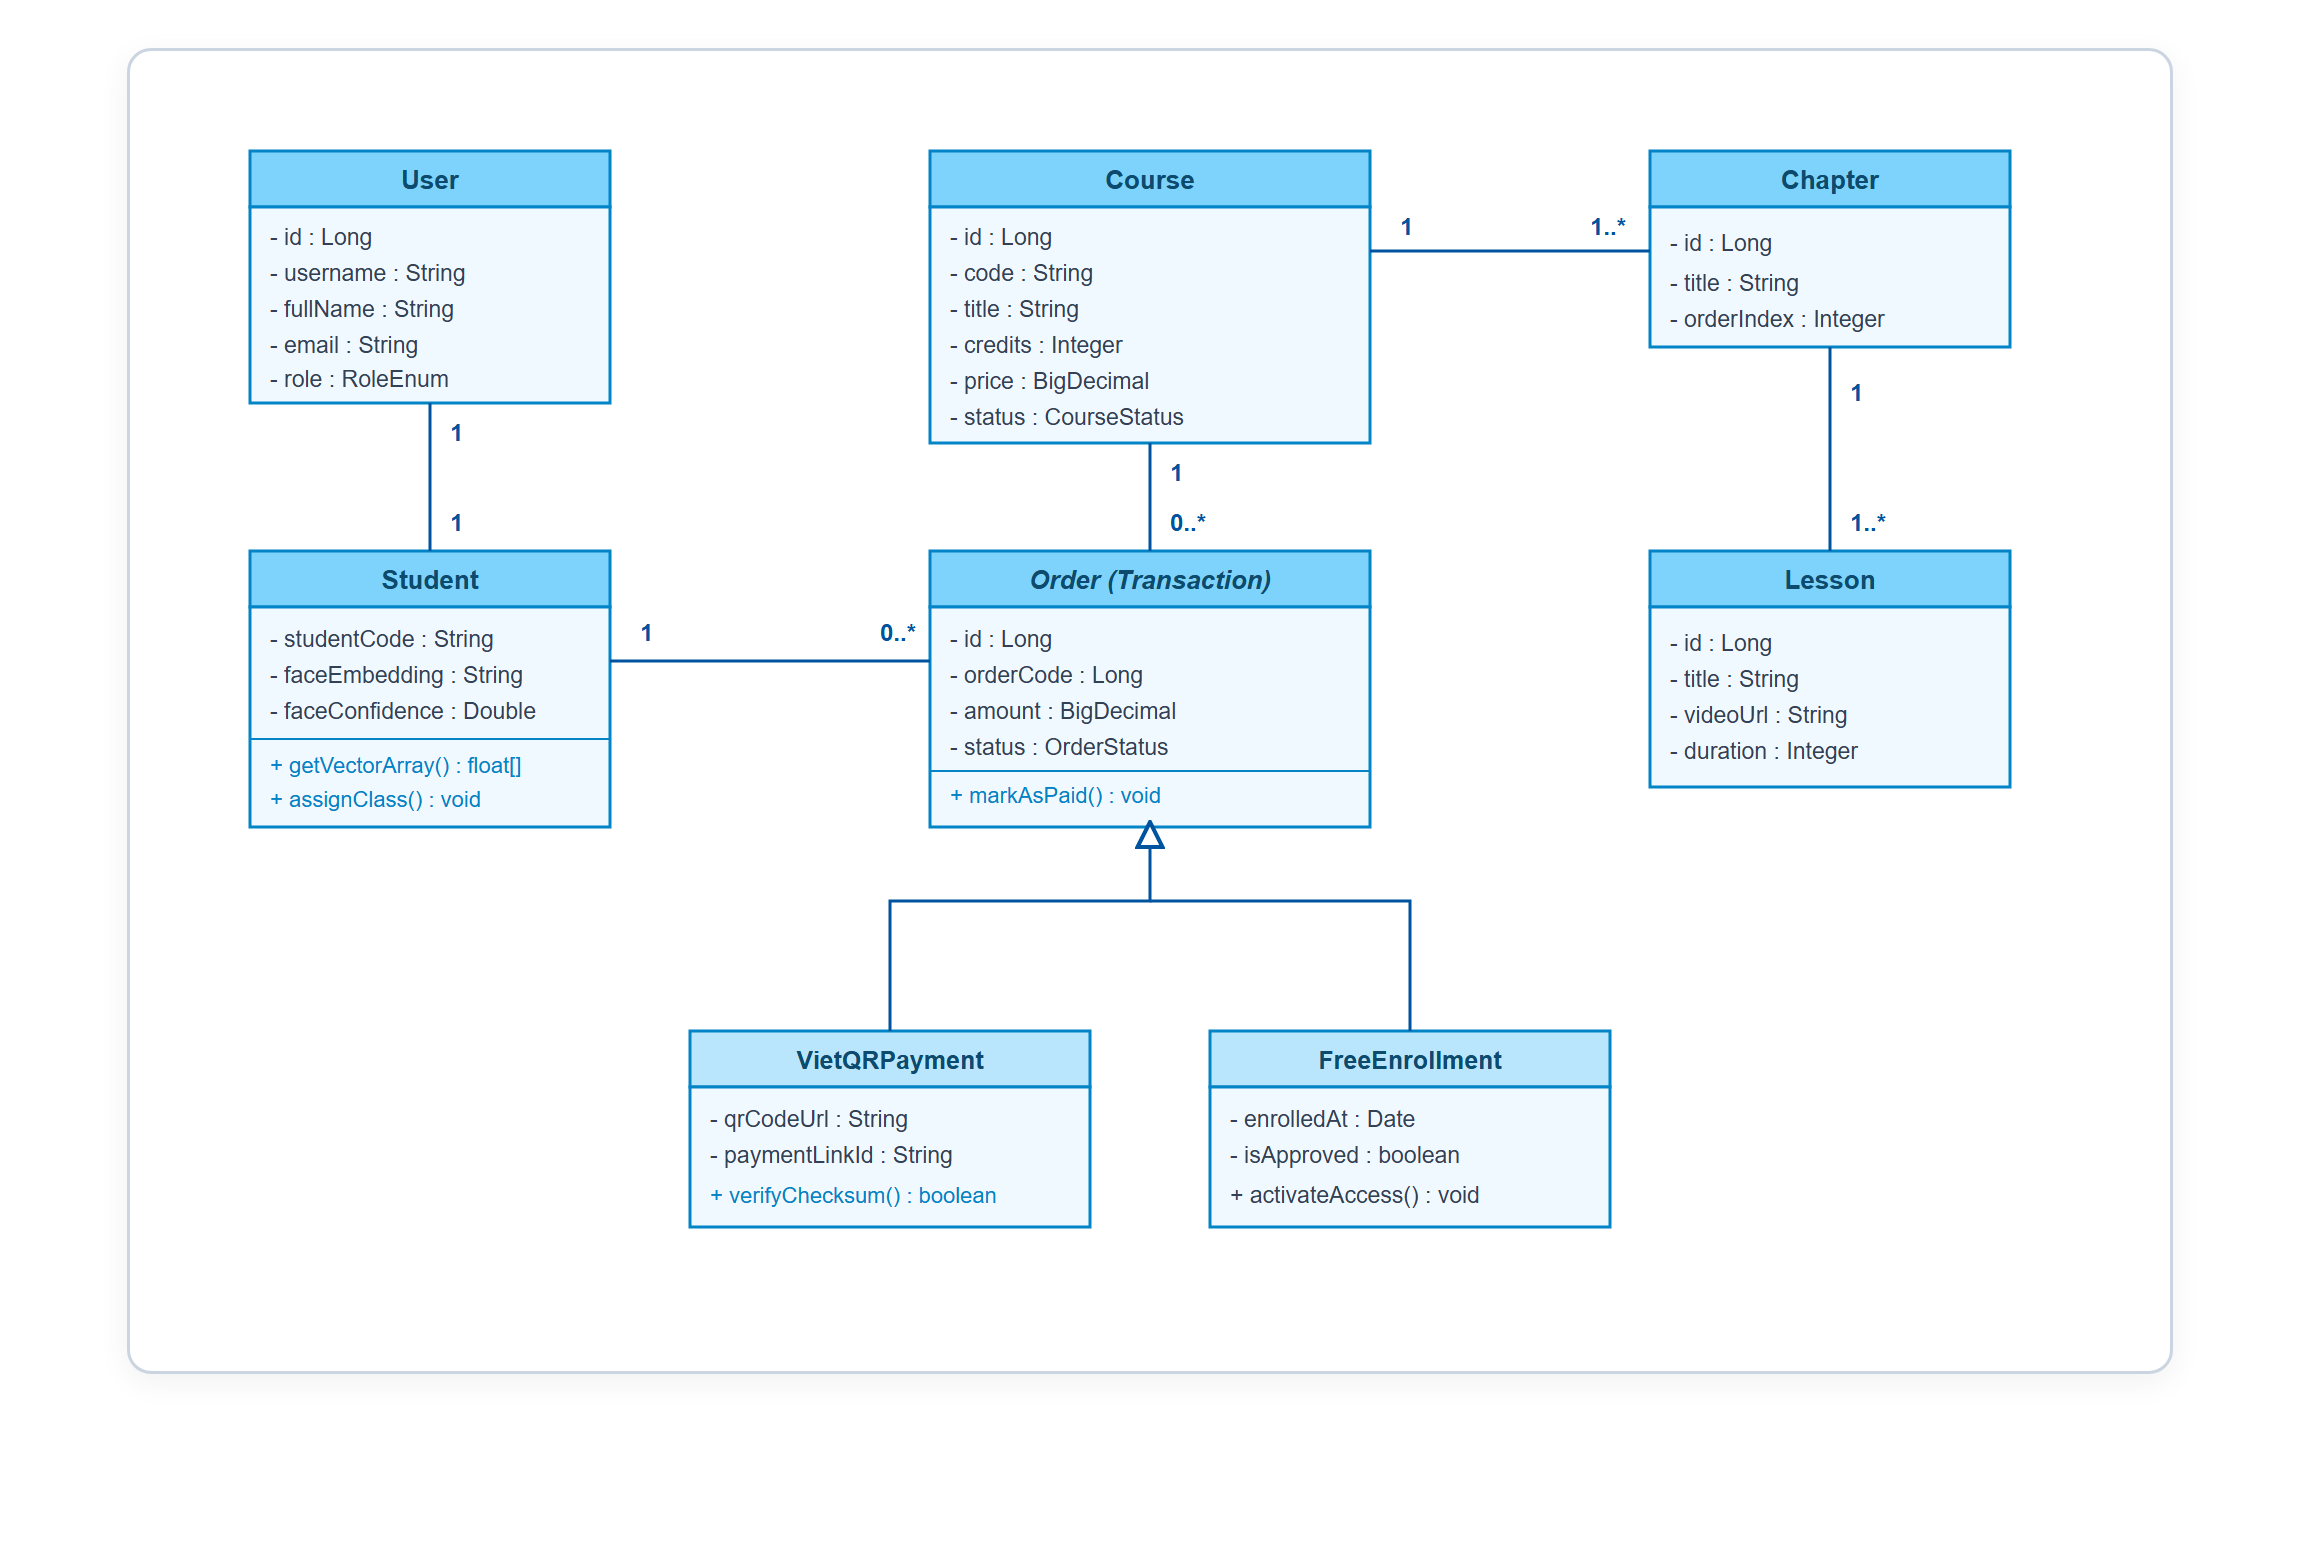 User
- id : Long
- username : String
- fullName : String
- email : String
- role : RoleEnum
1
1
Course
- id : Long
- code : String
- title : String
- credits : Integer
- price : BigDecimal
- status : CourseStatus
1
1..*
1
0..*
Chapter
- id : Long
- title : String
- orderIndex : Integer
1
1..*
Student
- studentCode : String
- faceEmbedding : String
- faceConfidence : Double
+ getVectorArray() : float[]
+ assignClass() : void
1
0..*
Order (Transaction)
- id : Long
- orderCode : Long
- amount : BigDecimal
- status : OrderStatus
+ markAsPaid() : void
Lesson
- id : Long
- title : String
- videoUrl : String
- duration : Integer
VietQRPayment
- qrCodeUrl : String
- paymentLinkId : String
+ verifyChecksum() : boolean
FreeEnrollment
- enrolledAt : Date
- isApproved : boolean
+ activateAccess() : void